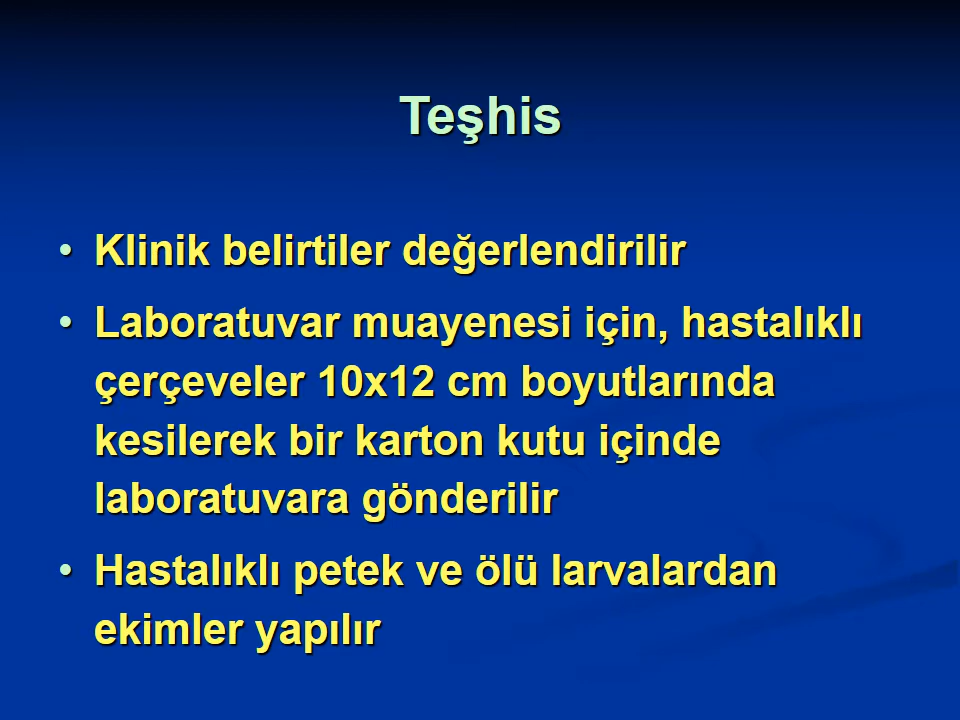 Teşhis
• Klinik belirtiler değerlendirilir
• Laboratuvar muayenesi için, hastalıklı
çerçeveler 10x12 cm boyutlarında
kesilerek bir karton kutu içinde
laboratuvara gönderilir
• Hastalıklı petek ve ölü larvalardan
ekimler yapılır